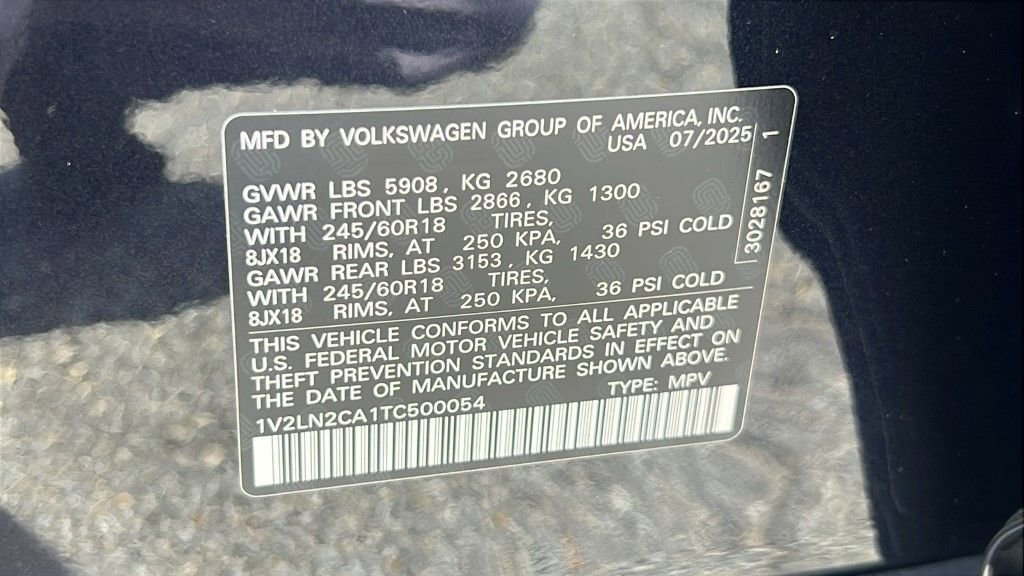 MFD BY VOLKSWAGEN GROUP OF AMERICA, INC.
USA 07/2025
GVWR LBS 5908, KG 2680
GAWR FRONT LBS 2866, KG 1300
WITH 245/60R18 TIRES,
8JX18 RIMS, AT 250 KPA, 36 PSI COLD
GAWR REAR LBS 3153, KG 1430
WITH 245/60R18 TIRES,
8JX18 RIMS, AT 250 KPA, 36 PSI COLD
THIS VEHICLE CONFORMS TO ALL APPLICABLE
U.S. FEDERAL MOTOR VEHICLE SAFETY AND
THEFT PREVENTION STANDARDS IN EFFECT ON
THE DATE OF MANUFACTURE SHOWN ABOVE.
1V2LN2CA1TC500054 TYPE: MPV
3028167 1